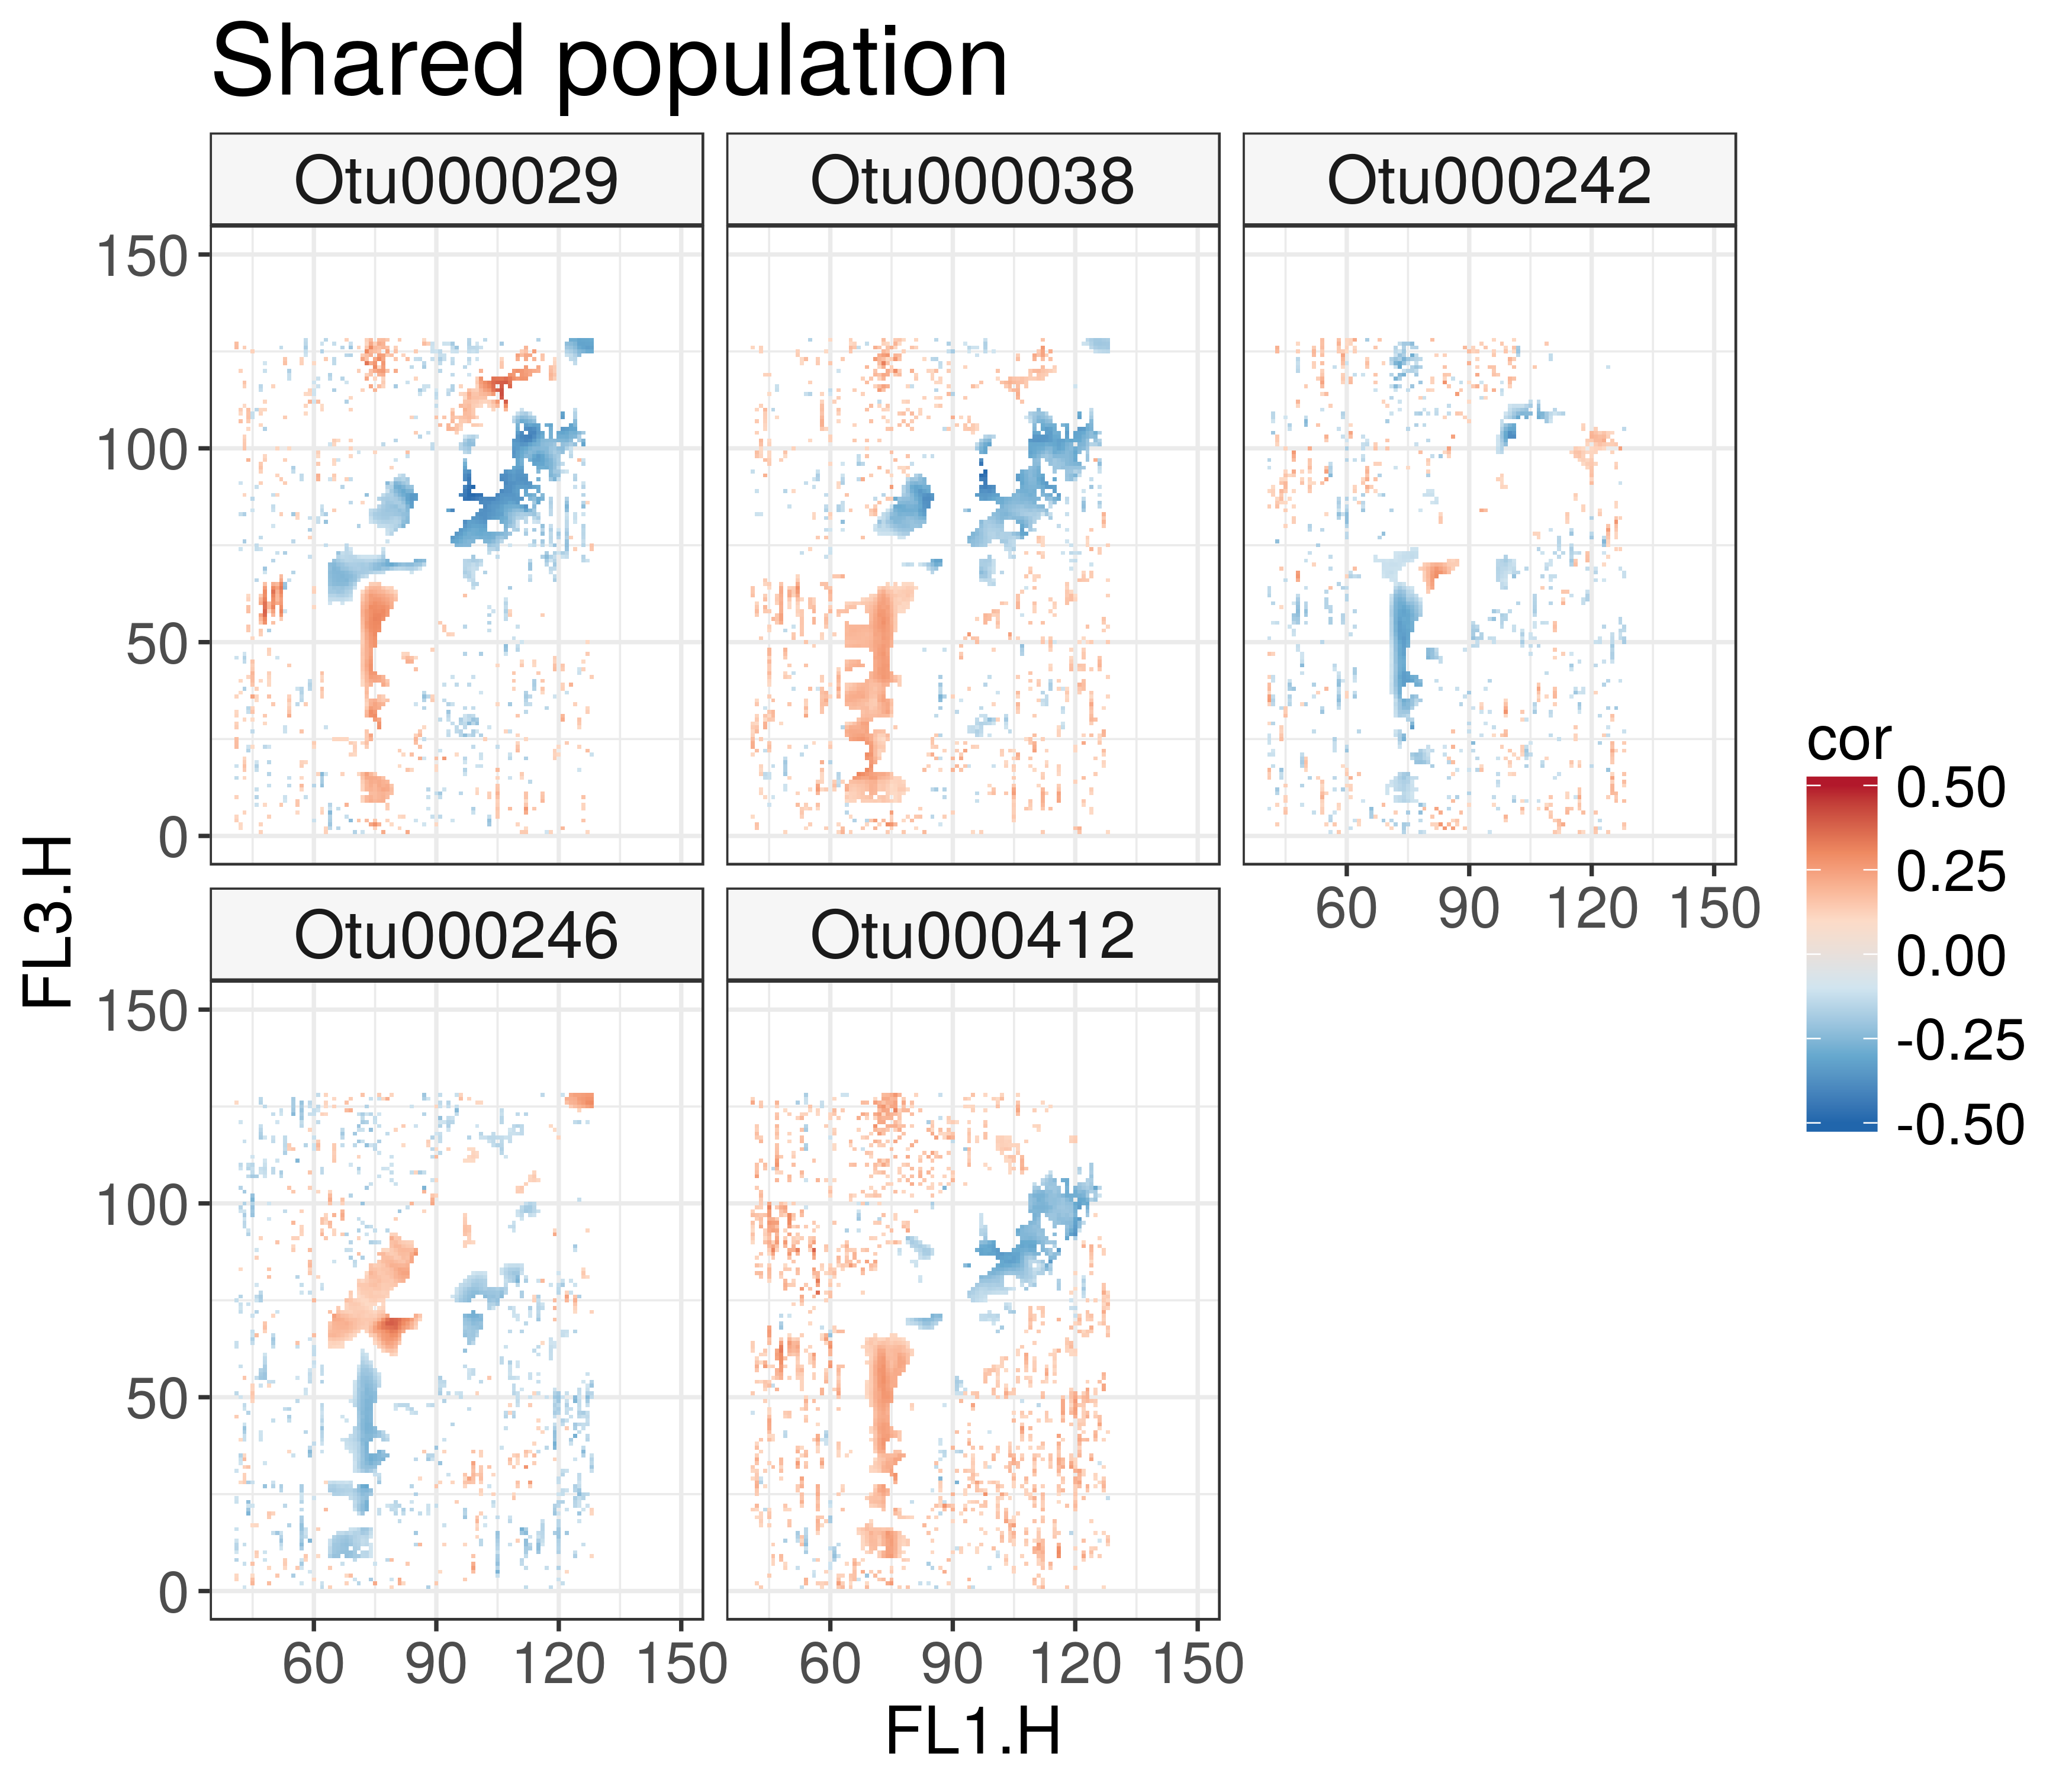 Shared population
Otu000029 Otu000038 Otu000242
150
100
50
0
60 90 120 150
Otu000246 Otu000412
150
100
50
0
60 90 120 150 60 90 120 150
FL3.H
FL1.H
cor
0.50
0.25
0.00
-0.25
-0.50